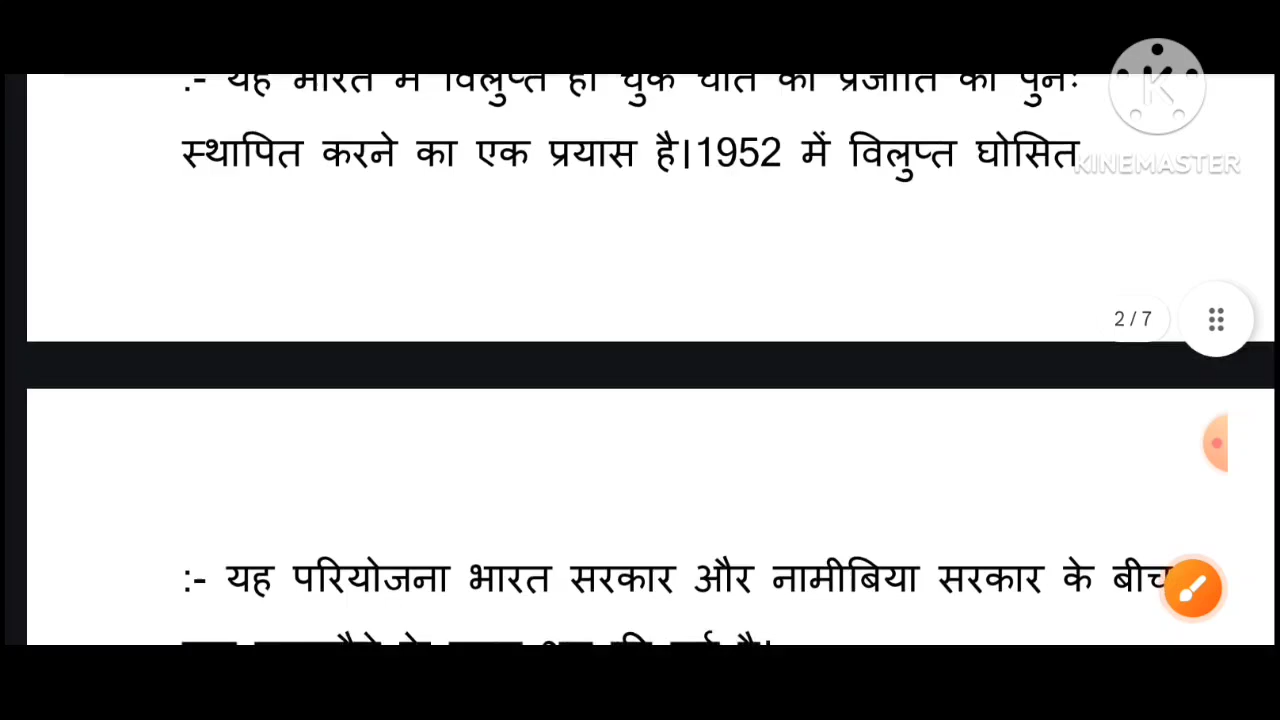 :- यह भारत में विलुप्त हो चुके चीते की प्रजाति को पुनः
स्थापित करने का एक प्रयास है।1952 में विलुप्त घोसित
KINEMASTER
2 / 7
:- यह परियोजना भारत सरकार और नामीबिया सरकार के बीच